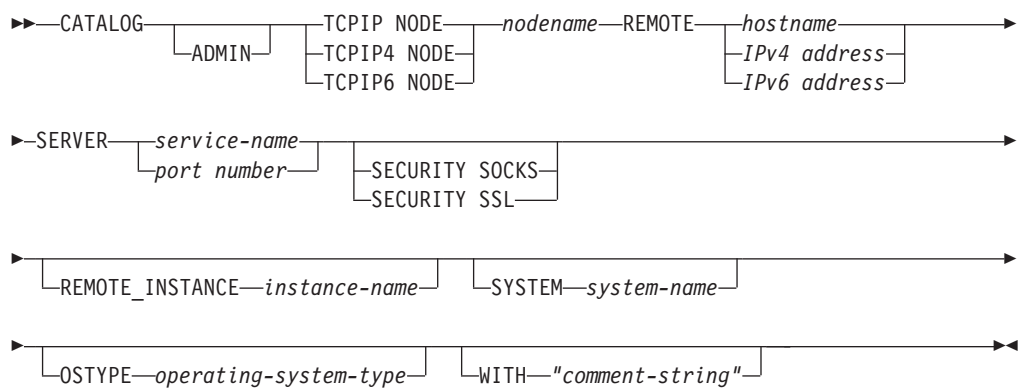 CATALOG ADMIN TCPIP NODE nodename REMOTE hostname
TCPIP4 NODE IPv4 address
TCPIP6 NODE IPv6 address
SERVER service-name
port number SECURITY SOCKS
SECURITY SSL
REMOTE_INSTANCE instance-name SYSTEM system-name
OSTYPE operating-system-type WITH "comment-string"